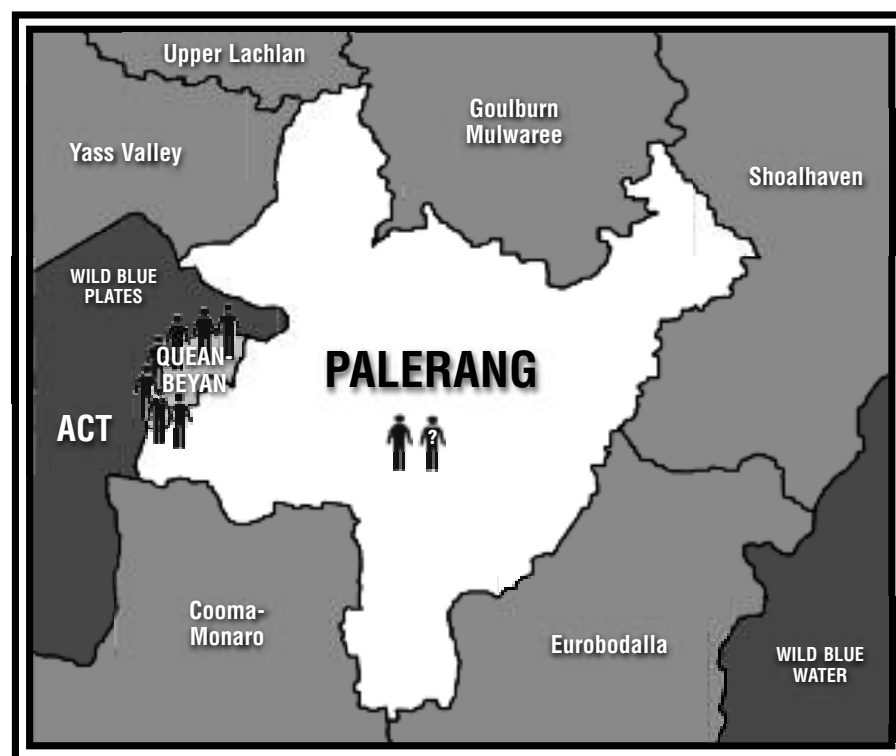 Upper Lachlan
Goulburn
Mulwaree
Yass Valley
Shoalhaven
WILD BLUE
PLATES
QUEAN-
BEYAN
PALERANG
ACT
?
Cooma-
Monaro
Eurobodalla
WILD BLUE
WATER